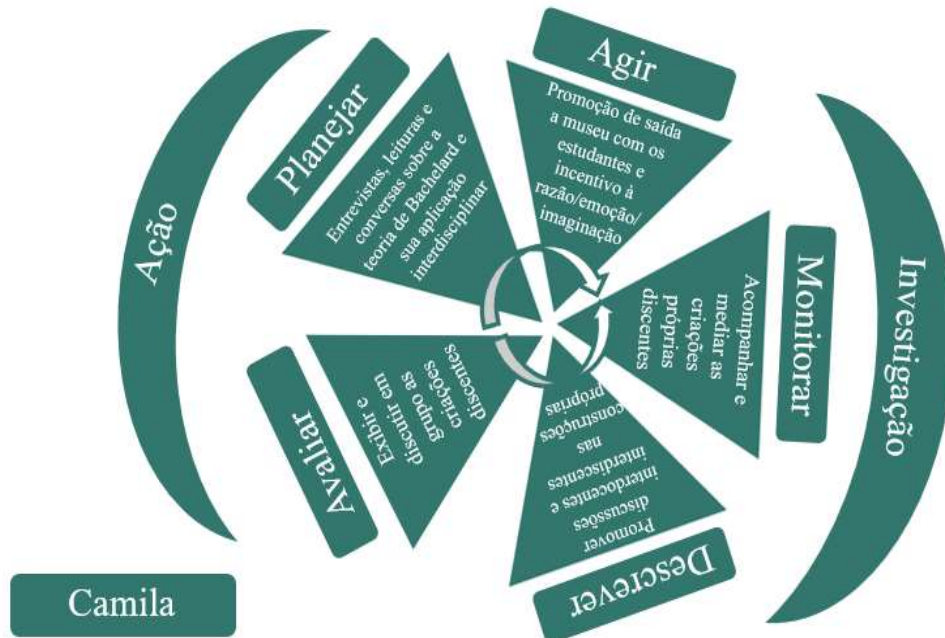 Ação
Planejar
Entrevistas, leituras e
conversas sobre a
teoria de Bachelard e
sua aplicação
interdisciplinar
Agir
Promoção de saída
a museu com os
estudantes e
incentivo à
razão/emoção/
imaginação
Monitorar
Acompanhar e
mediar as
criações
próprias
discentes
Investigação
Descrever
Promover
discussões
interdocentes e
interdiscentes
nas
construções
próprias
Avaliar
Exibir e
discutir em
grupo as
criações
discentes
Camila